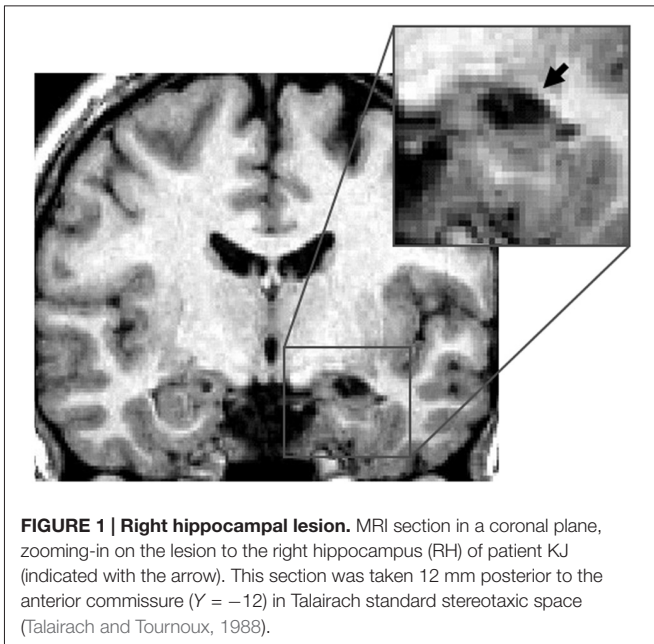 FIGURE 1 | Right hippocampal lesion. MRI section in a coronal plane,
zooming-in on the lesion to the right hippocampus (RH) of patient KJ
(indicated with the arrow). This section was taken 12 mm posterior to the
anterior commissure (Y = −12) in Talairach standard stereotaxic space
(Talairach and Tournoux, 1988).